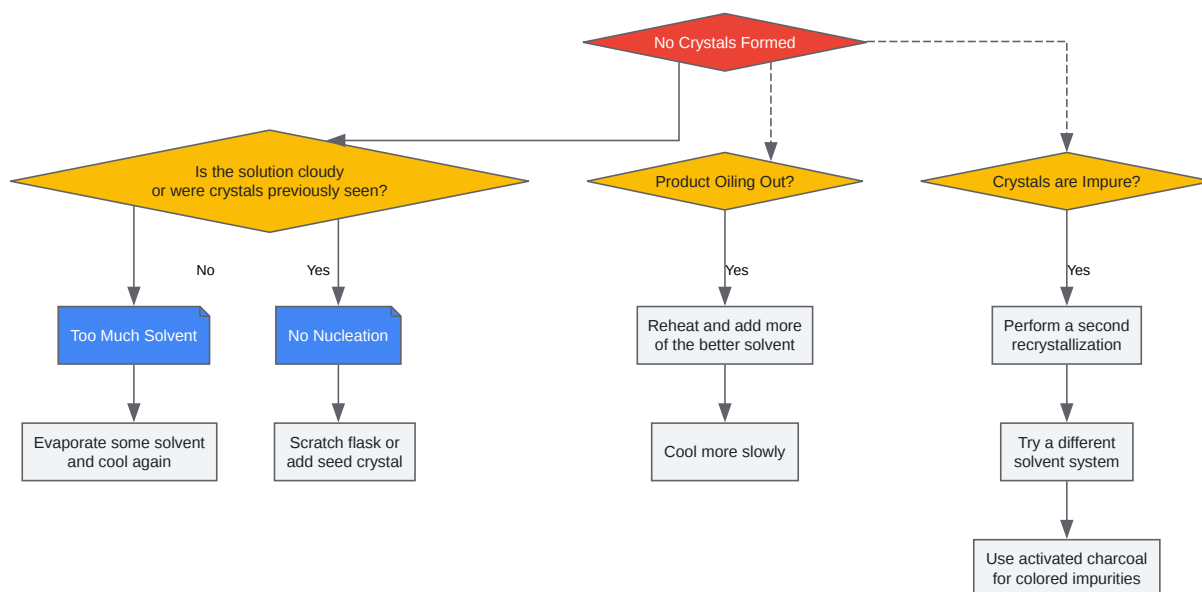 No Crystals Formed
Is the solution cloudy
or were crystals previously seen?
Product Oiling Out?
Crystals are Impure?
No
Yes
Yes
Yes
Too Much Solvent
No Nucleation
Reheat and add more
of the better solvent
Perform a second
recrystallization
Evaporate some solvent
and cool again
Scratch flask or
add seed crystal
Cool more slowly
Try a different
solvent system
Use activated charcoal
for colored impurities